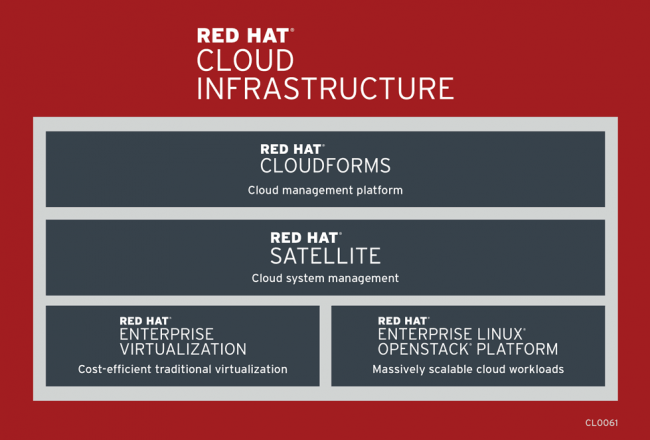 RED HAT®
CLOUD
INFRASTRUCTURE
RED HAT®
CLOUDFORMS
Cloud management platform
RED HAT®
SATELLITE
Cloud system management
RED HAT®
ENTERPRISE
VIRTUALIZATION
Cost-efficient traditional virtualization
RED HAT®
ENTERPRISE LINUX®
OPENSTACK® PLATFORM
Massively scalable cloud workloads
CL0061